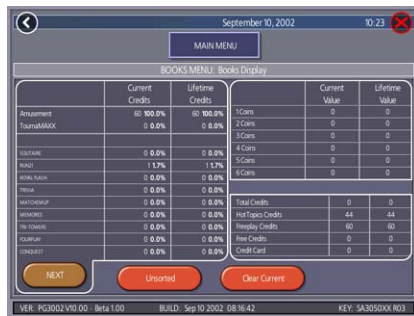 September 10, 2002 10:23
MAIN MENU
BOOKS MENU: Books Display
Current Credits Lifetime Credits
Amusement 60 100.0% 60 100.0%
TournaMAXX 0 0.0% 0 0.0%
SOLITAIRE 0 0.0% 0 0.0%
RUN21 1 1.7% 1 1.7%
ROYAL FLASH 0 0.0% 0 0.0%
TRIVIA 0 0.0% 0 0.0%
MATCHEMUP 0 0.0% 0 0.0%
MEMORIES 0 0.0% 0 0.0%
TRI-TOWERS 0 0.0% 0 0.0%
FOURPLAY 0 0.0% 0 0.0%
CONQUEST 0 0.0% 0 0.0%
Current Value Lifetime Value
1 Coins 0 0
2 Coins 0 0
3 Coins 0 0
4 Coins 0 0
5 Coins 0 0
6 Coins 0 0
Total Credits 0 0
Hot Topics Credits 44 44
Freeplay Credits 60 60
Free Credits 0 0
Credit Card 0 0
NEXT
Unsorted
Clear Current
VER: PG3002 V10.00 - Beta 1.00 BUILD: Sep 10 2002 08:16:42 KEY: SA3050XX R03